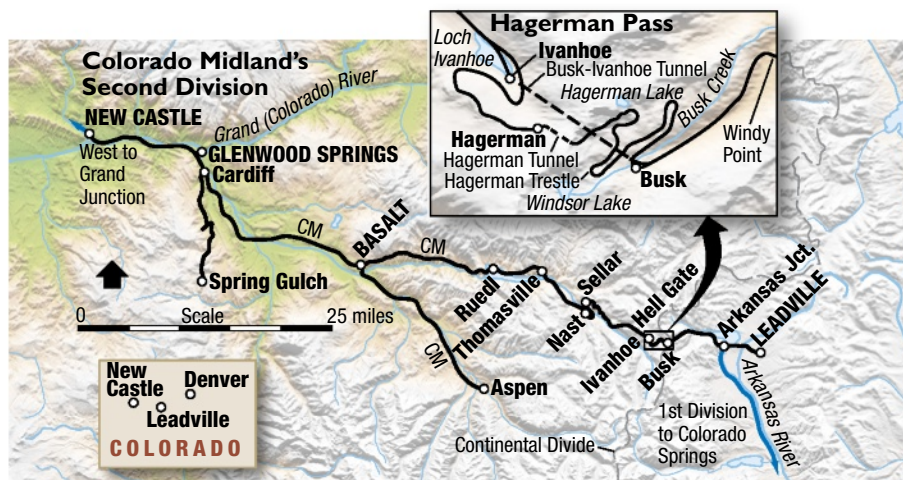 Colorado Midland's
Second Division
NEW CASTLE
Grand (Colorado) River
West to
Grand
Junction
GLENWOOD SPRINGS
Cardiff
Spring Gulch
0 Scale 25 miles
CM
BASALT
CM
CM
Ruedl
Thomasville
Sellar
Nast
Hell Gate
Ivanhoe
Busk
Arkansas Jct.
LEADVILLE
Aspen
Arkansas River
1st Division
to Colorado
Springs
Continental Divide
Hagerman Pass
Loch
Ivanhoe
Ivanhoe
Busk-Ivanhoe Tunnel
Hagerman Lake
Busk Creek
Hagerman
Hagerman Tunnel
Hagerman Trestle
Windsor Lake
Busk
Windy
Point
New
Castle
Denver
Leadville
COLORADO